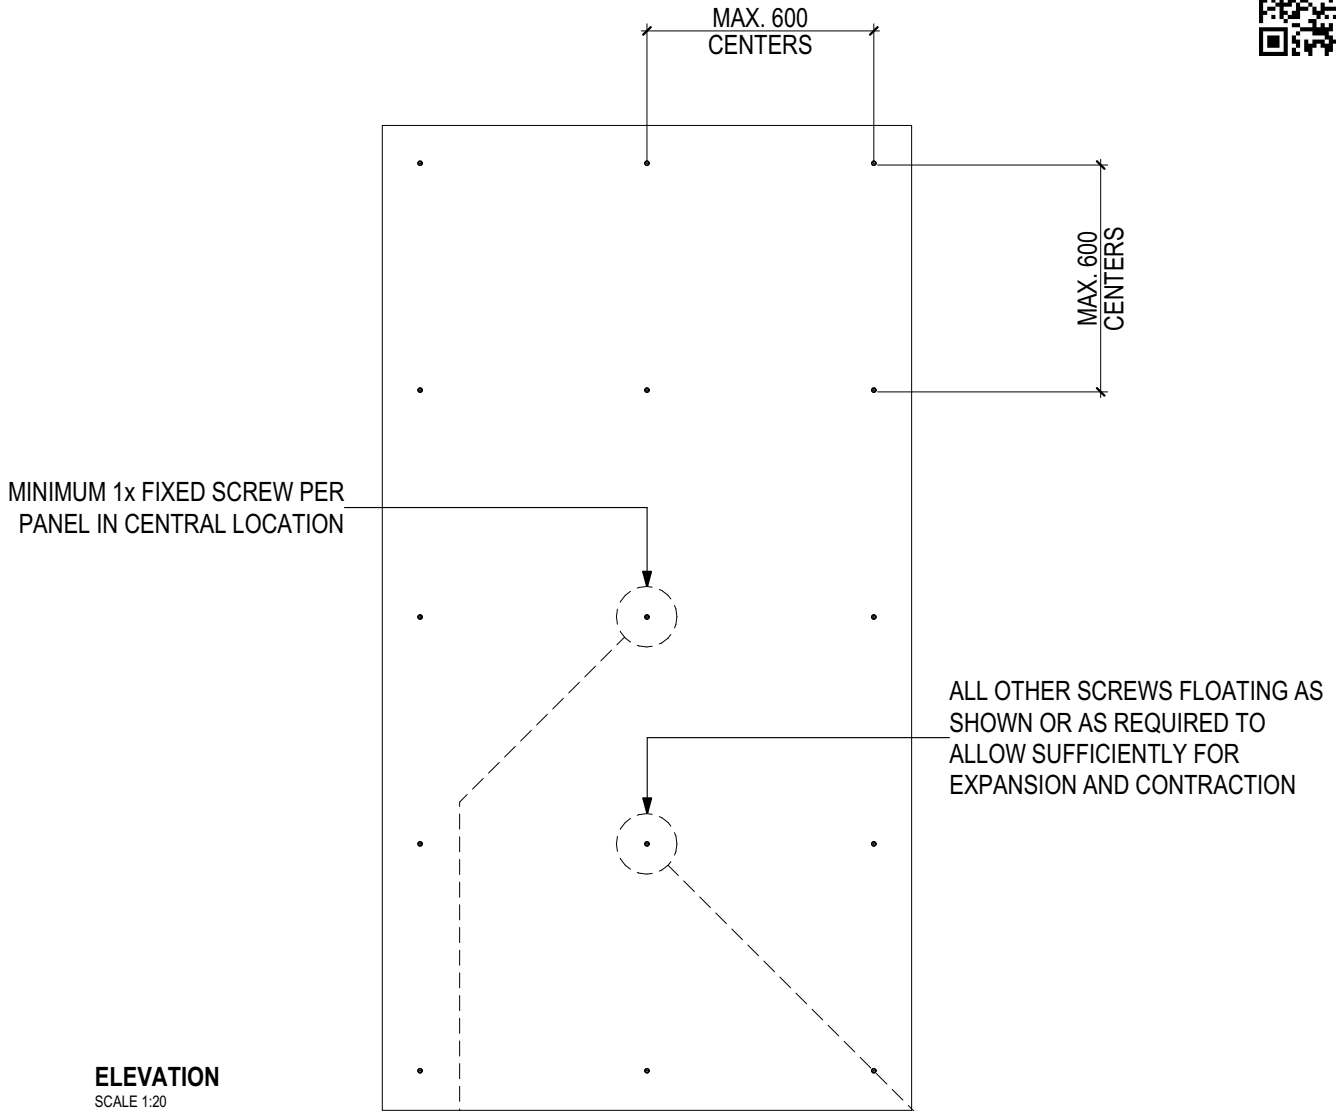 MAX. 600
CENTERS
MAX. 600
CENTERS
MINIMUM 1x FIXED SCREW PER
PANEL IN CENTRAL LOCATION
ALL OTHER SCREWS FLOATING AS
SHOWN OR AS REQUIRED TO
ALLOW SUFFICIENTLY FOR
EXPANSION AND CONTRACTION
ELEVATION
SCALE 1:20